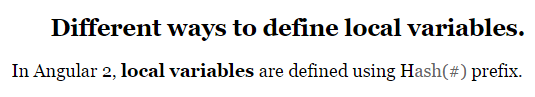 Different ways to define local variables.
In Angular 2, local variables are defined using Hash(#) prefix.